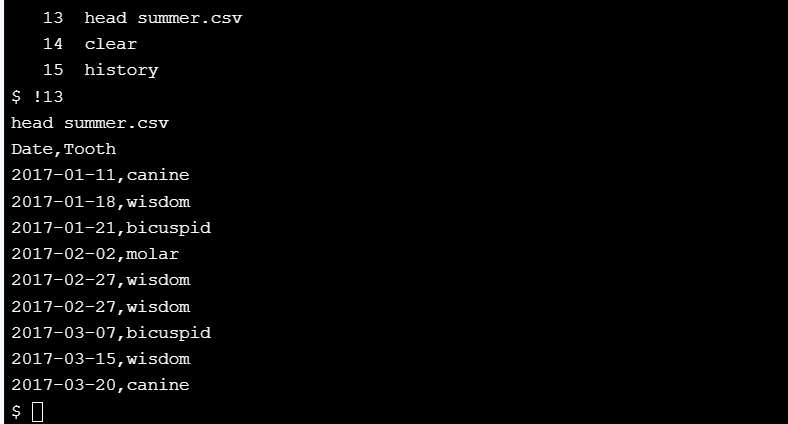 13 head summer.csv
14 clear
15 history
$ !13
head summer.csv
Date,Tooth
2017-01-11,canine
2017-01-18,wisdom
2017-01-21,bicuspid
2017-02-02,molar
2017-02-27,wisdom
2017-02-27,wisdom
2017-03-07,bicuspid
2017-03-15,wisdom
2017-03-20,canine
$